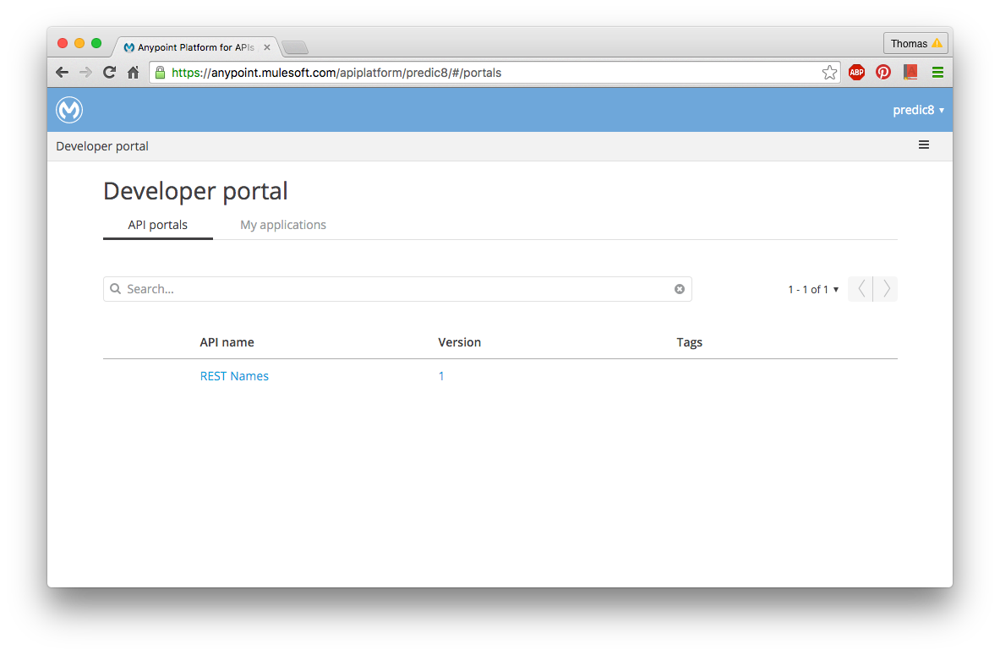 Anypoint Platform for APIs
Thomas
https://anypoint.mulesoft.com/apiplatform/predic8/#/portals
ABP
predic8
Developer portal
Developer portal
API portals My applications
Search... 1 - 1 of 1
API name Version Tags
REST Names 1